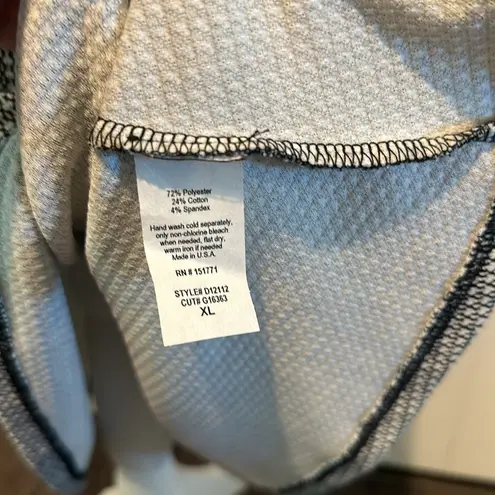 72% Polyester
24% Cotton
4% Spandex
Hand wash cold separately,
only non-chlorine bleach
when needed, flat dry,
warm iron if needed
Made in U.S.A.
RN # 151771
STYLE# D12112
CUT# G16363
XL